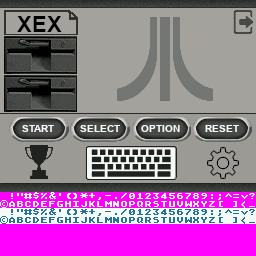 XEX
START SELECT OPTION RESET
!"#$%&'()*+,-./0123456789:;<=>?
@ABCDEFGHIJKLMNOPQRSTUVWXYZ[\]^_
!"#$%&'()*+,-./0123456789:;<=>?
@ABCDEFGHIJKLMNOPQRSTUVWXYZ[\]^_